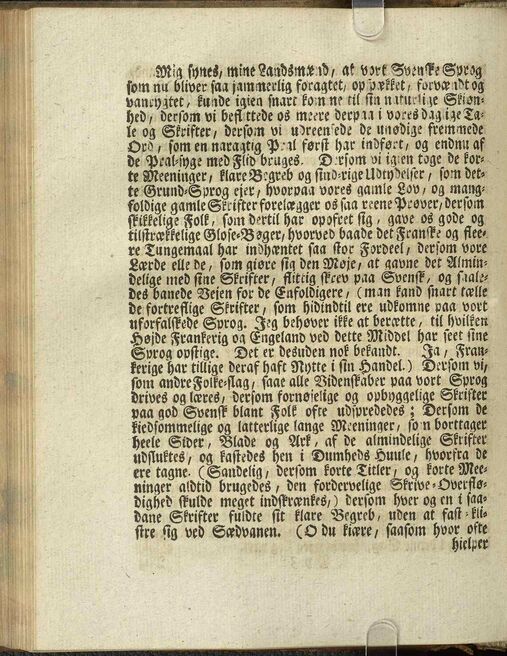 Mig synes, mine Landsmænd, at vort Svenske Sprog
som nu bliver saa jammerlig foragtet, opspækket, forvændt og
vanrygtet, kunde igien snart komme til sin naturlige Skiøn-
hed, dersom vi beflittede os meere derpaa i vores daglige Ta-
le og Skrifter, dersom vi udreensede de unødige fremmede
Ord, som en naragtig Pral først har indført, og endnu af
de Pral-syge med Flid bruges. Dersom vi igien toge de kor-
te Meeninger, klare Begreb og sindrige Udtydelser, som det-
te Grund-Sprog ejer, hvorpaa vores gamle Lov, og mang-
foldige gamle Skrifter forelægger os saa reene Prøver, dersom
skikkelige Folk, som dertil har opofret sig, gave os gode og
tilstrækkelige Glose-Bøger, hvorved baade det Franske og flee-
re Tungemaal har indhæntet saa stor Fordeel, dersom vore
Lærde elle de, som giøre sig den Møje, at gavne det Almin-
delige med sine Skrifter, flittig skrev paa Svensk, og saale-
des banede Vejen for de Enfoldigere, (man kand snart tælle
de fortreflige Skrifter, som hidindtil ere udkomne paa vort
uforfalskede Sprog. Jeg behøver ikke at berætte, til hvilken
Højde Frankerig og Engeland ved dette Middel har seet sine
Sprog opstige. Det er desuden nok bekandt. Ja, Fran-
kerige har tillige deraf haft Nytte i sin Handel.) Dersom vi,
som andre Folke-slag, saae alle Videnskaber paa vort Sprog
drives og læres, dersom fornøjelige og opbyggelige Skrifter
paa god Svensk blant Folk ofte udspredes; Dersom de
kiedsommelige og latterlige lange Meeninger, som borttager
heele Sider, Blade og Ark, af de almindelige Skrifter
udsluktes, og kastedes hen i Dumheds Huule, hvorfra de
ere tagne. (Sandelig, dersom korte Titler, og korte Mee-
ninger altid brugedes, den fordervelige Skrive-Overflø-
dighed skulde meget indskrænkes,) dersom hver og en i saa-
dane Skrifter fuldte sit klare Begreb, uden at fast-kli-
stre sig ved Sædvanen. (O du kiære, saasom hvor ofte
hielper